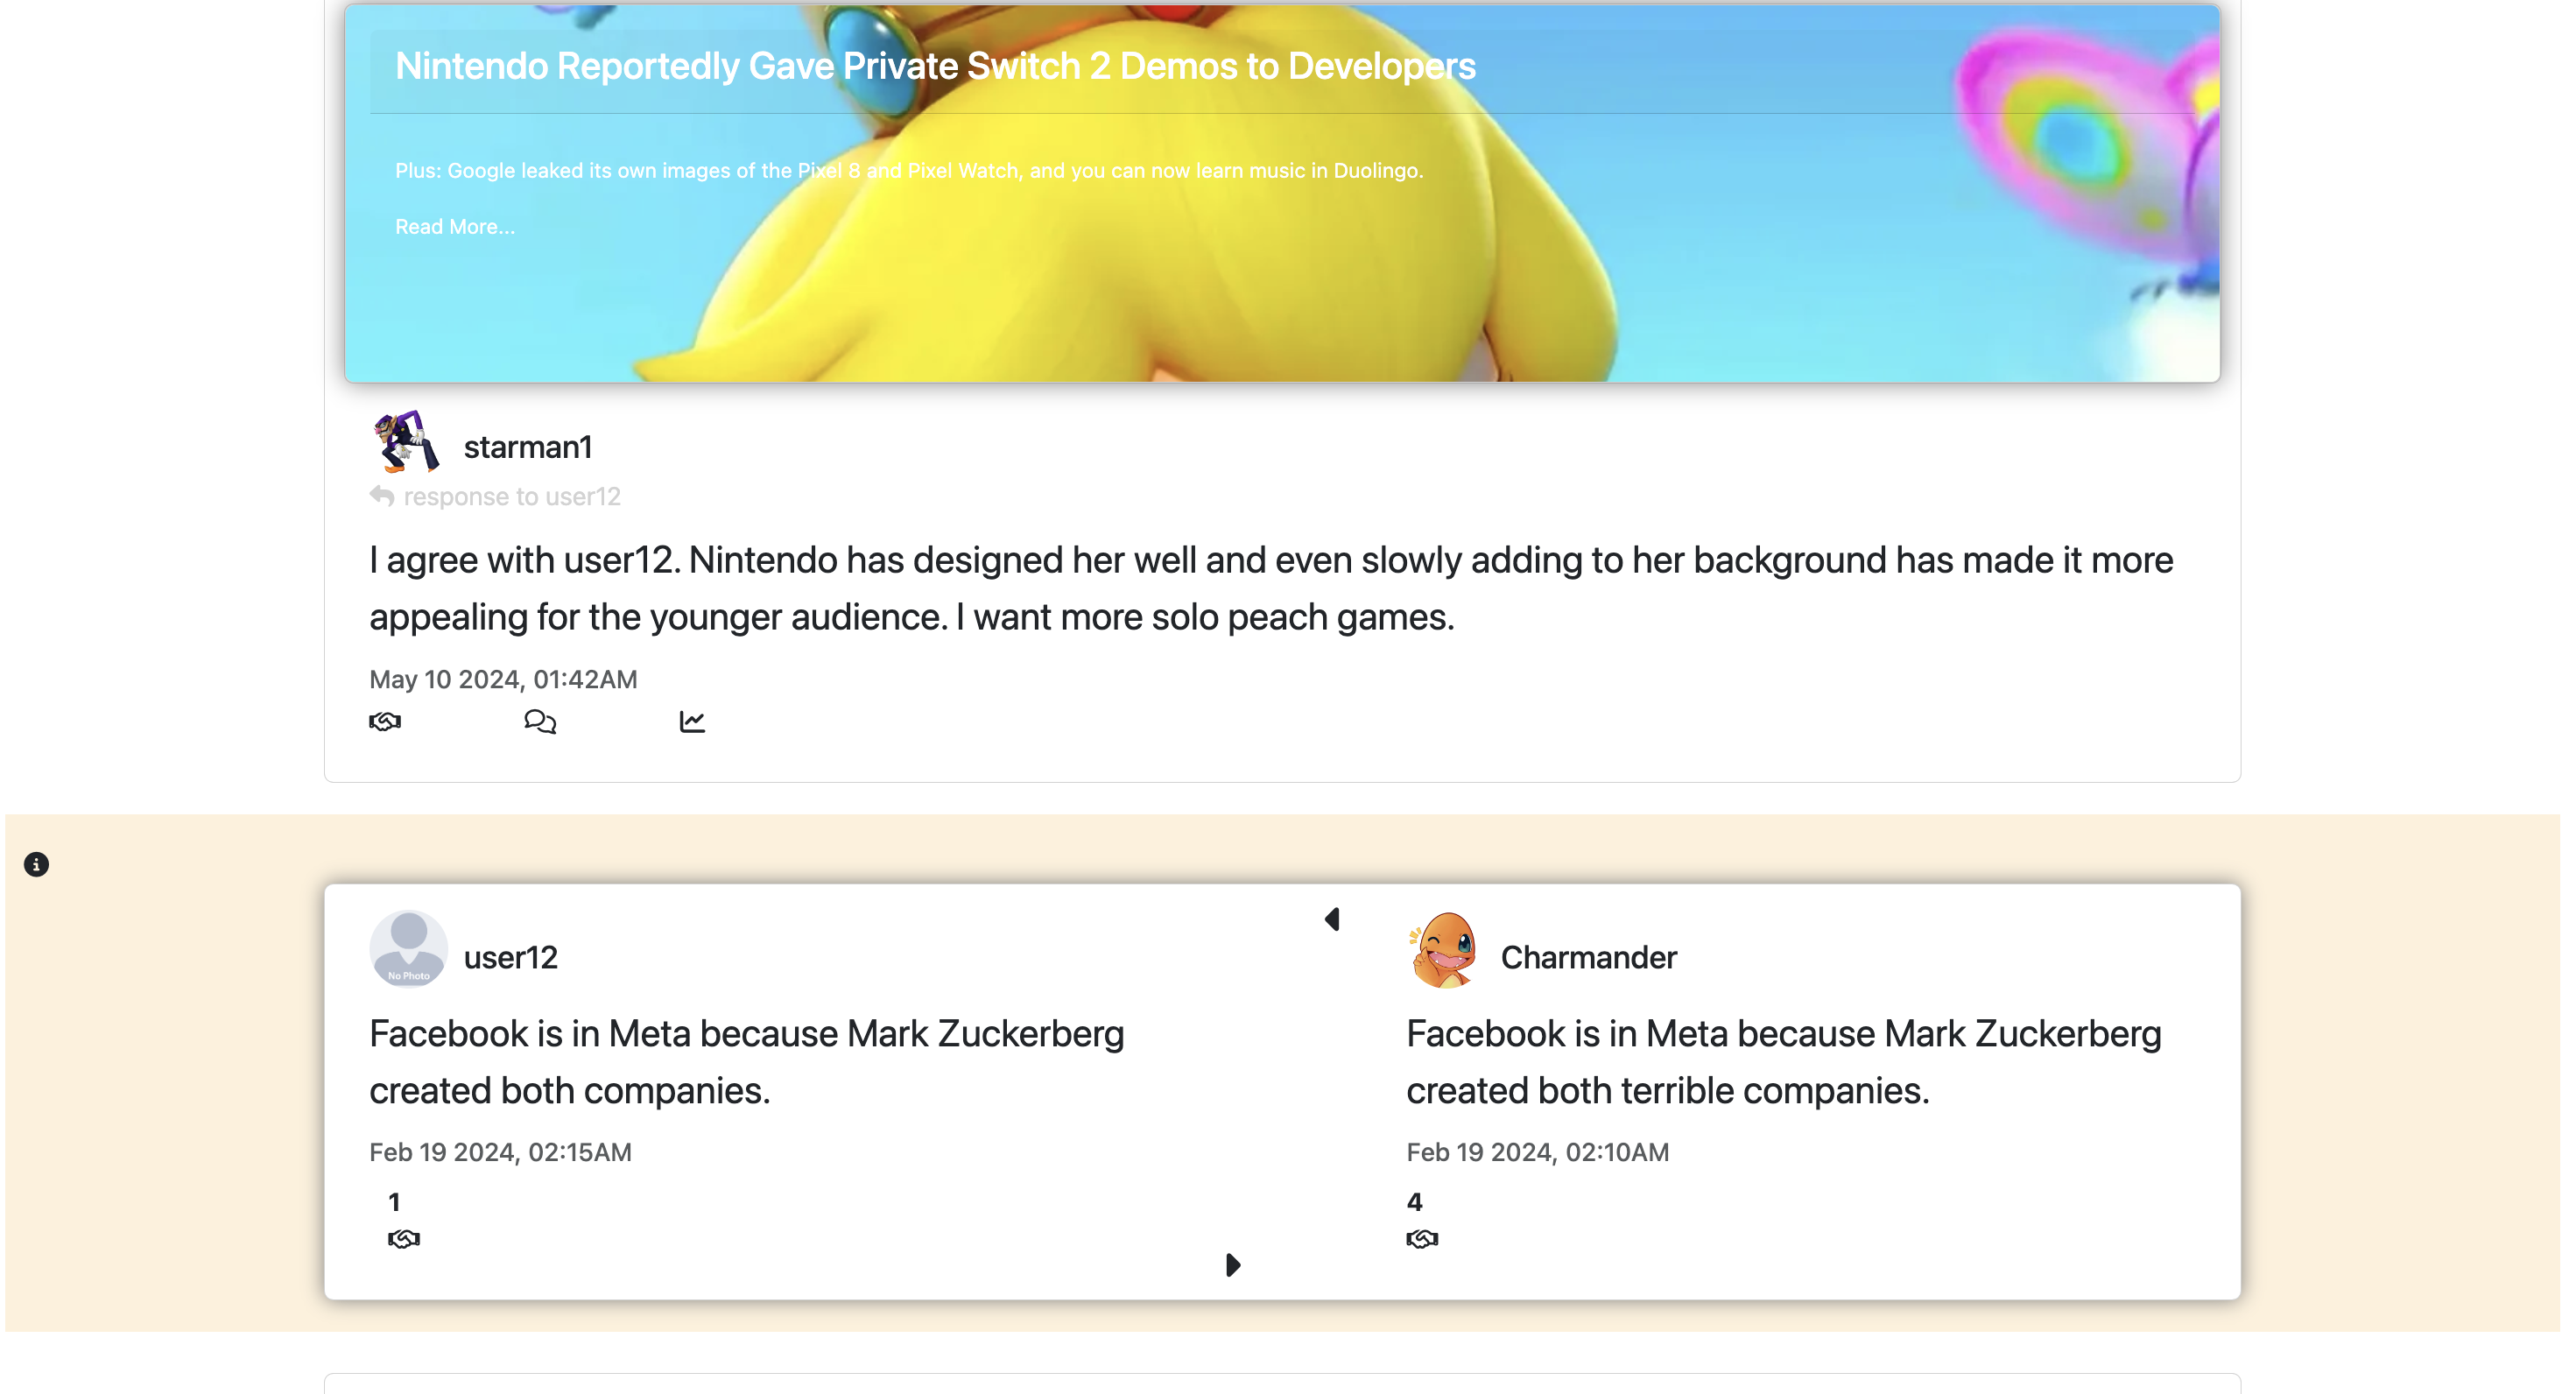 Nintendo Reportedly Gave Private Switch 2 Demos to Developers
Plus: Google leaked its own images of the Pixel 8 and Pixel Watch, and you can now learn music in Duolingo.
Read More...
starman1
response to user12
I agree with user12. Nintendo has designed her well and even slowly adding to her background has made it more
appealing for the younger audience. I want more solo peach games.
May 10 2024, 01:42AM
No Photo
user12
Facebook is in Meta because Mark Zuckerberg
created both companies.
Feb 19 2024, 02:15AM
1
Charmander
Facebook is in Meta because Mark Zuckerberg
created both terrible companies.
Feb 19 2024, 02:10AM
4